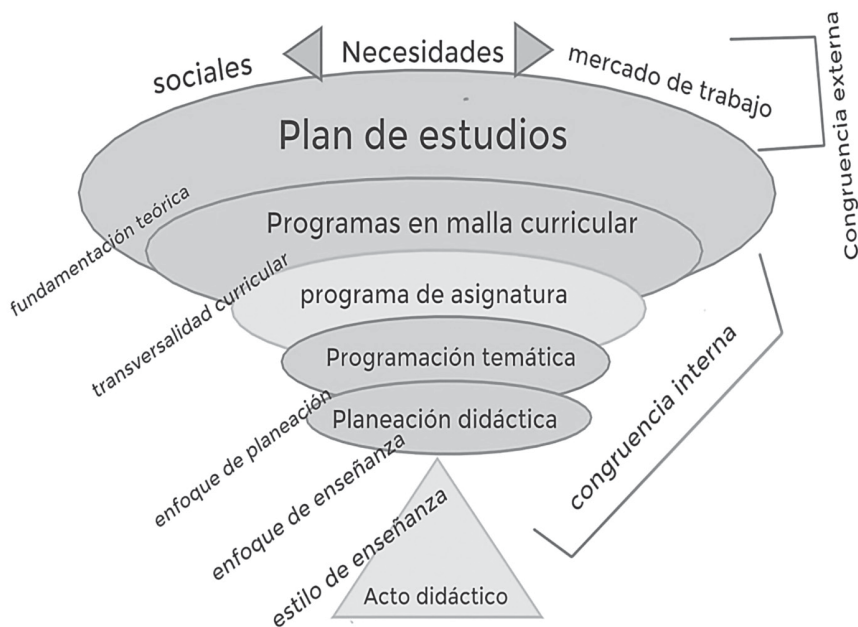 Necesidades
sociales
mercado de trabajo
Congruencia externa
Plan de estudios
fundamentación teórica
Programas en malla curricular
transversalidad curricular
programa de asignatura
Programación temática
congruencia interna
enfoque de planeación
Planeación didáctica
enfoque de enseñanza
estilo de enseñanza
Acto didáctico